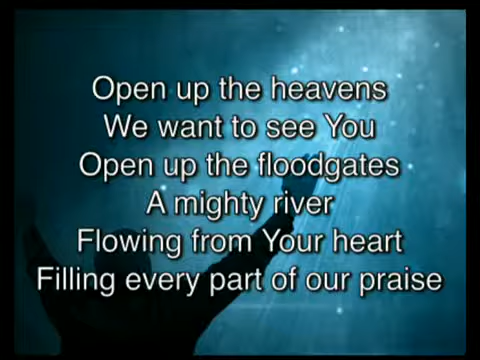 Open up the heavens
We want to see You
Open up the floodgates
A mighty river
Flowing from Your heart
Filling every part of our praise